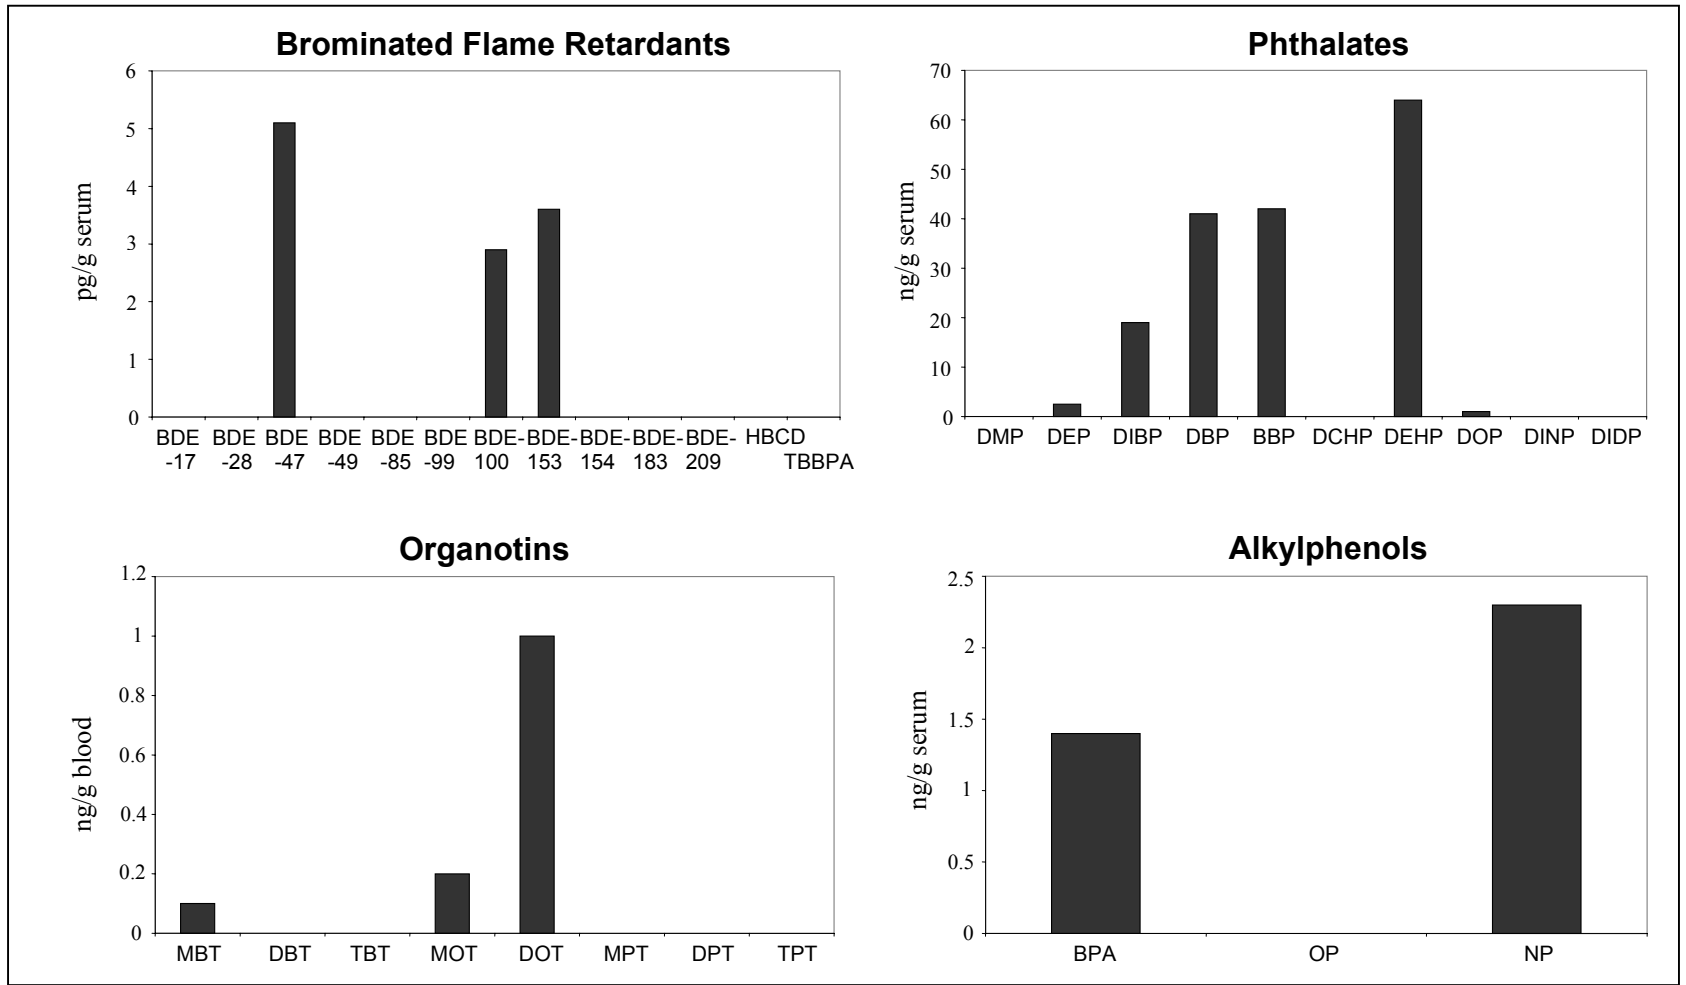 Brominated Flame Retardants
6
5
4
3
2
1
0
pg/g serum
BDE BDE BDE BDE BDE BDE BDE- BDE- BDE- BDE- BDE- HBCD
-17 -28 -47 -49 -85 -99 100 153 154 183 209 TBBPA
Phthalates
70
60
50
40
30
20
10
0
ng/g serum
DMP DEP DIBP DBP BBP DCHP DEHP DOP DINP DIDP
Organotins
1.2
1
0.8
0.6
0.4
0.2
0
ng/g blood
MBT DBT TBT MOT DOT MPT DPT TPT
Alkylphenols
2.5
2
1.5
1
0.5
0
ng/g serum
BPA OP NP